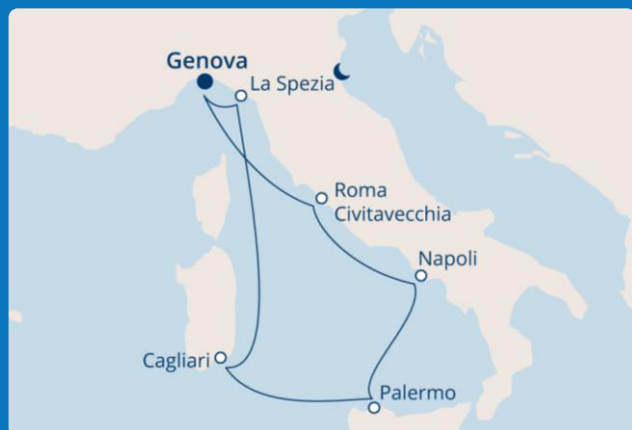 Genova
La Spezia
Roma
Civitavecchia
Napoli
Cagliari
Palermo